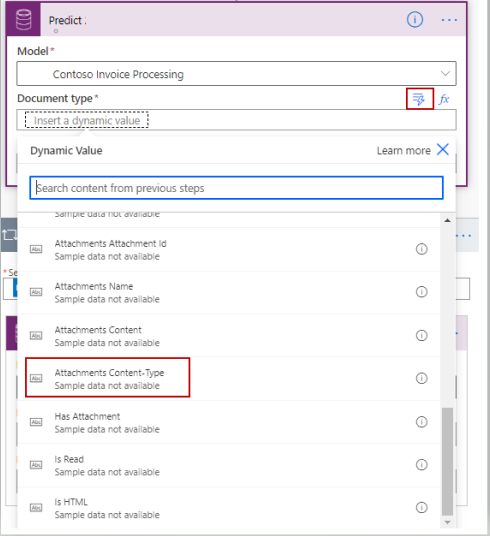 Predict :
Model *
Contoso Invoice Processing
Document type *
fx
Insert a dynamic value
Dynamic Value
Learn more
Search content from previous steps
Sample data not available
Abc
Attachments Attachment Id
Sample data not available
Abc
Attachments Name
Sample data not available
Abc
Attachments Content
Sample data not available
Abc
Attachments Content-Type
Sample data not available
Abc
Has Attachment
Sample data not available
Abc
Is Read
Sample data not available
Abc
Is HTML
Sample data not available
* Se